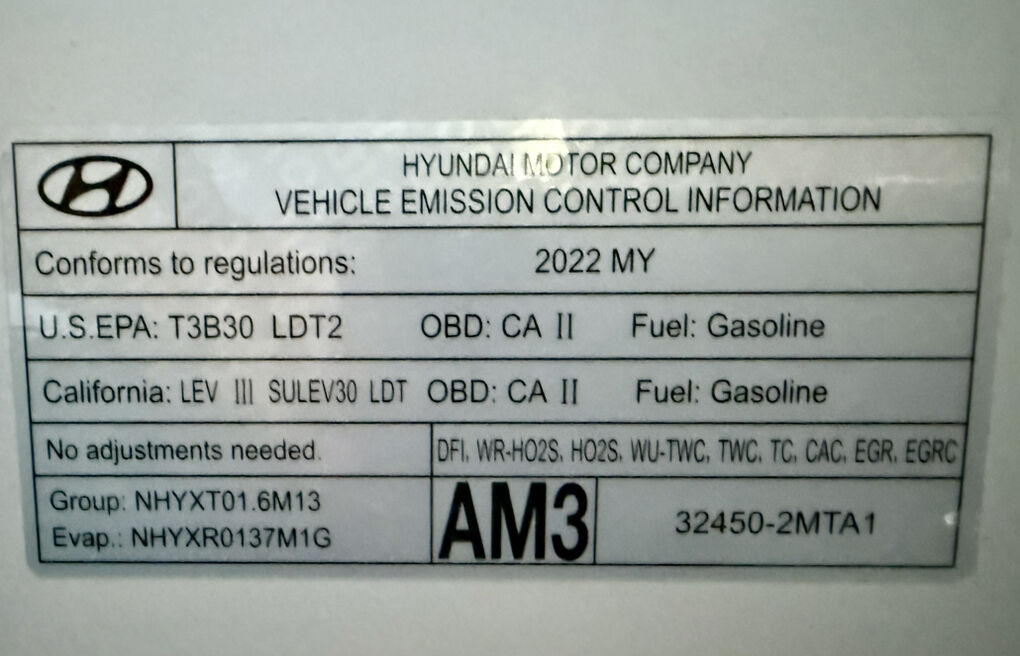 HYUNDAI MOTOR COMPANY
VEHICLE EMISSION CONTROL INFORMATION
Conforms to regulations: 2022 MY
U.S.EPA: T3B30 LDT2 OBD: CA II Fuel: Gasoline
California: LEV III SULEV30 LDT OBD: CA II Fuel: Gasoline
No adjustments needed. DFI, WR-HO2S, HO2S, WU-TWC, TWC, TC, CAC, EGR, EGRC
Group: NHYXT01.6M13
Evap.: NHYXR0137M1G
AM3
32450-2MTA1